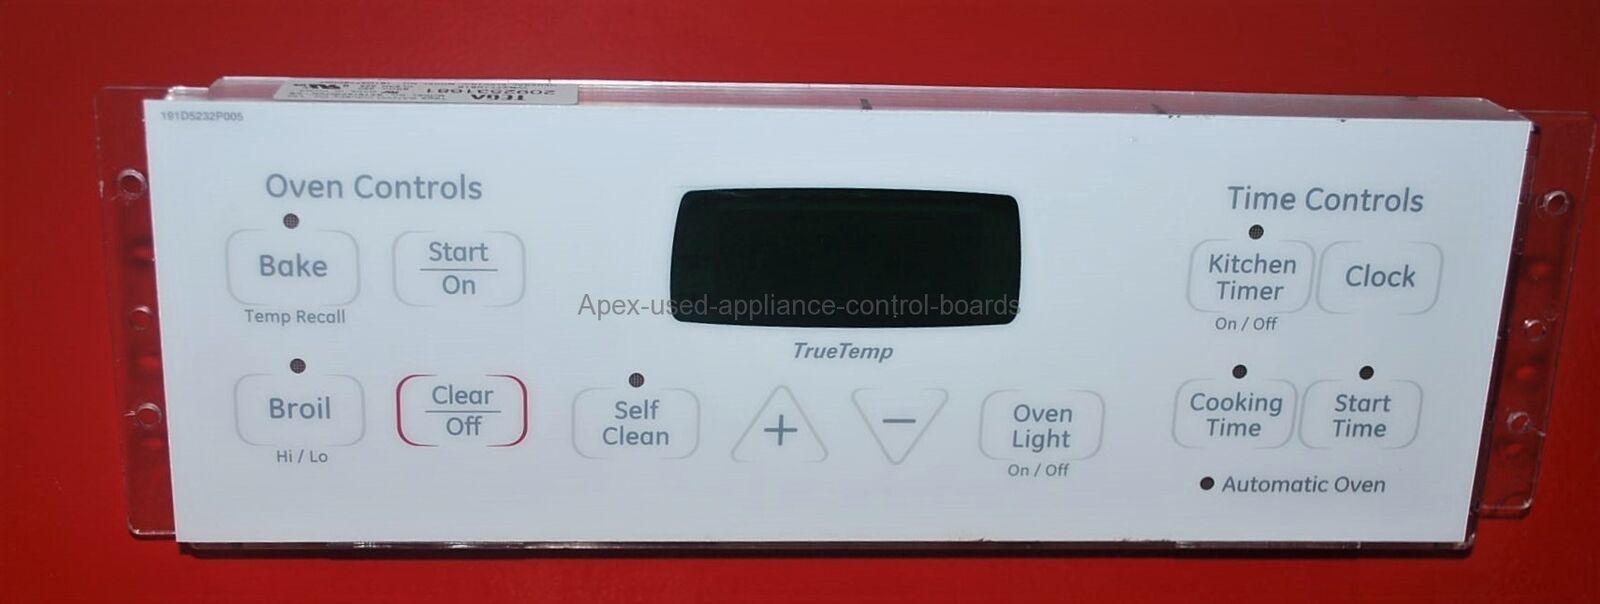 TECA
2092531681
191D5232P005
Oven Controls
Time Controls
Bake
Start
On
Kitchen
Timer
Clock
Temp Recall
On / Off
Apex-used-appliance-control-boards
TrueTemp
Broil
Clear
Off
Self
Clean
+
−
Oven
Light
Cooking
Time
Start
Time
Hi / Lo
On / Off
Automatic Oven